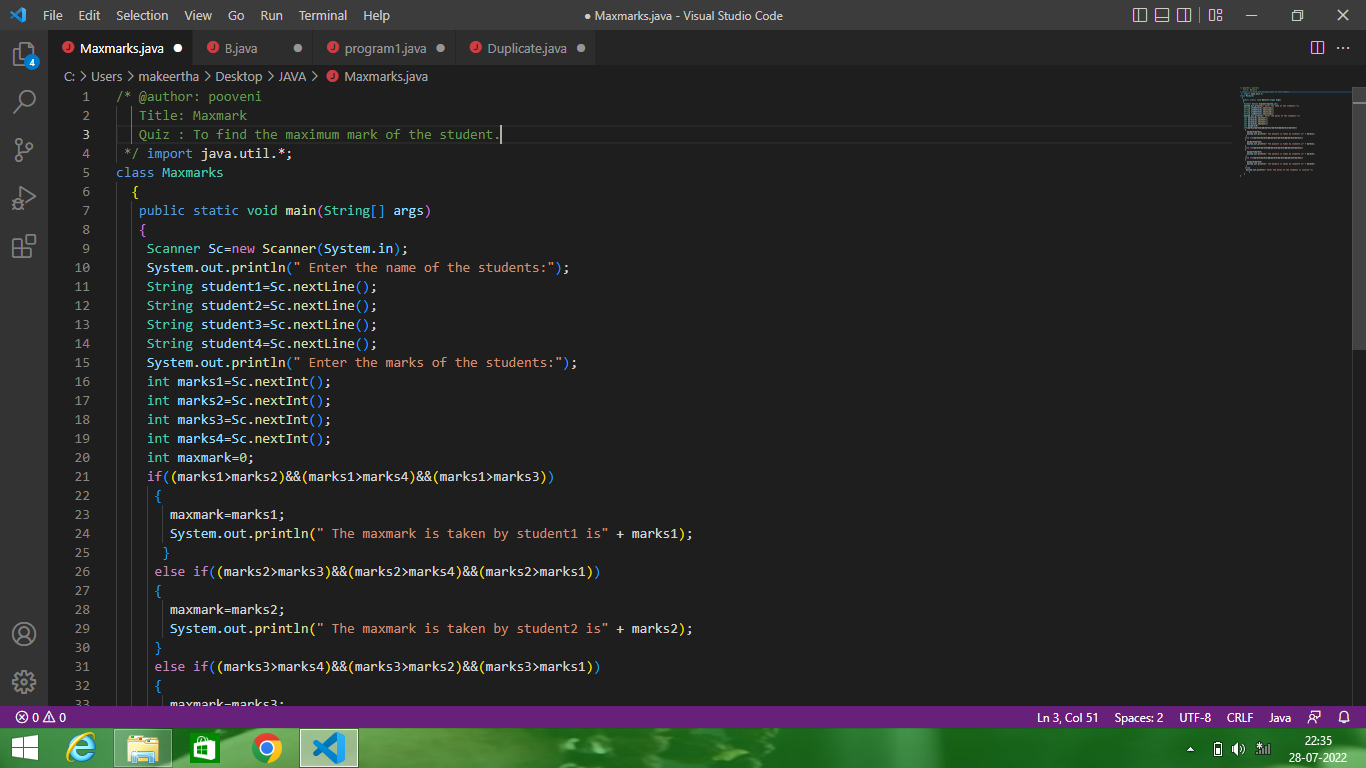 File Edit Selection View Go Run Terminal Help ● Maxmarks.java - Visual Studio Code
J Maxmarks.java ● J B.java ● J program1.java ● J Duplicate.java ● ···
C: > Users > makeertha > Desktop > JAVA > J Maxmarks.java
4
1 /* @author: pooveni
2 Title: Maxmark
3 Quiz : To find the maximum mark of the student.
4 */ import java.util.*;
5 class Maxmarks
6 {
7 public static void main(String[] args)
8 {
9 Scanner Sc=new Scanner(System.in);
10 System.out.println(" Enter the name of the students:");
11 String student1=Sc.nextLine();
12 String student2=Sc.nextLine();
13 String student3=Sc.nextLine();
14 String student4=Sc.nextLine();
15 System.out.println(" Enter the marks of the students:");
16 int marks1=Sc.nextInt();
17 int marks2=Sc.nextInt();
18 int marks3=Sc.nextInt();
19 int marks4=Sc.nextInt();
20 int maxmark=0;
21 if((marks1>marks2)&&(marks1>marks4)&&(marks1>marks3))
22 {
23 maxmark=marks1;
24 System.out.println(" The maxmark is taken by student1 is" + marks1);
25 }
26 else if((marks2>marks3)&&(marks2>marks4)&&(marks2>marks1))
27 {
28 maxmark=marks2;
29 System.out.println(" The maxmark is taken by student2 is" + marks2);
30 }
31 else if((marks3>marks4)&&(marks3>marks2)&&(marks3>marks1))
32 {
33 maxmark=marks3;
0 0 Ln 3, Col 51 Spaces: 2 UTF-8 CRLF Java
22:35
28-07-2022